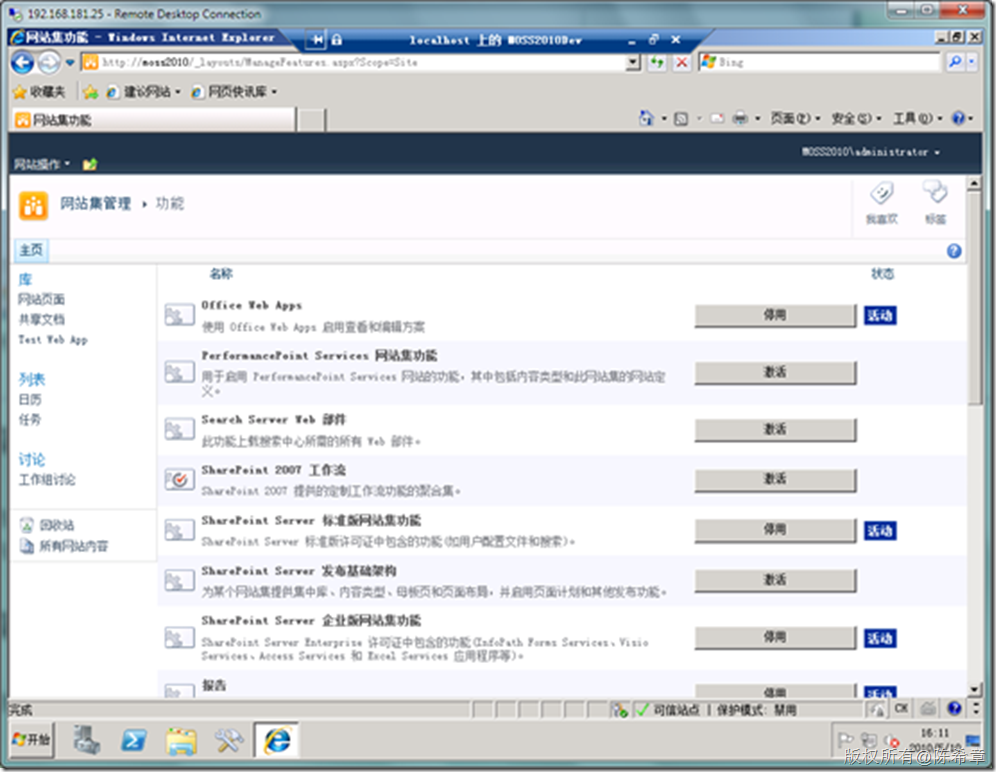 192.168.181.25 - Remote Desktop Connection
网站集功能 - Windows Internet Explorer
localhost 上的 MOSS2010Dev
http://moss2010/_layouts/ManageFeatures.aspx?Scope=Site
Bing
收藏夹
建议网站
网页快讯库
网站集功能
页面(P)
安全(S)
工具(O)
网站操作
MOSS2010\administrator
网站集管理
功能
我喜欢
标签
主页
库
网站页面
共享文档
Test Web App
列表
日历
任务
讨论
工作组讨论
回收站
所有网站内容
名称
状态
Office Web Apps
使用 Office Web Apps 启用查看和编辑方案
停用
活动
PerformancePoint Services 网站集功能
用于启用 PerformancePoint Services 网站的功能，其中包括内容类型和此网站集的网站定
义。
激活
Search Server Web 部件
此功能上载搜索中心所需的所有 Web 部件。
激活
SharePoint 2007 工作流
SharePoint 2007 提供的定制工作流功能的聚合集。
激活
SharePoint Server 标准版网站集功能
SharePoint Server 标准版许可证中包含的功能(如用户配置文件和搜索)。
停用
活动
SharePoint Server 发布基础架构
为某个网站集提供集中库、内容类型、母板页和页面布局，并启用页面计划和其他发布功能。
激活
SharePoint Server 企业版网站集功能
SharePoint Server Enterprise 许可证中包含的功能(InfoPath Forms Services、Visio
Services、Access Services 和 Excel Services 应用程序等)。
停用
活动
报告
停用
活动
完成
可信站点 | 保护模式: 禁用
开始
16:11
版权所有@陈希章